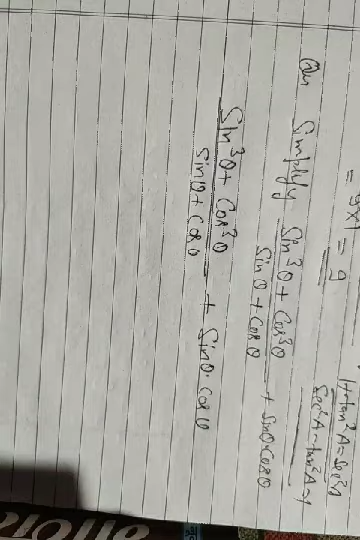 = 9x1 = 9
1+tan²A=Sec²A
Sec²A-tan²A=1
Simplify Sin³θ + Cos³θ / Sinθ + Cosθ + Sinθ.Cosθ
Sin³θ + Cos³θ / Sinθ + Cosθ + Sinθ.Cosθ